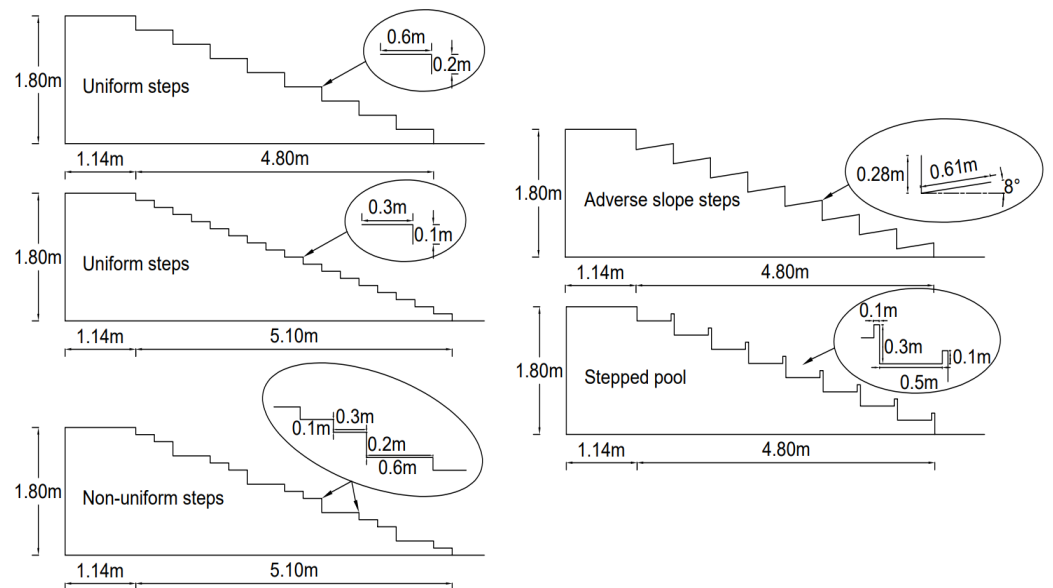 0.6m
0.2m
1.80m
Uniform steps
1.14m
4.80m
0.3m
0.1m
1.80m
Uniform steps
1.14m
5.10m
0.3m
0.1m
0.2m
0.6m
1.80m
Non-uniform steps
1.14m
5.10m
0.28m
0.61m
8°
1.80m
Adverse slope steps
1.14m
4.80m
0.1m
0.3m
0.1m
0.5m
1.80m
Stepped pool
1.14m
4.80m